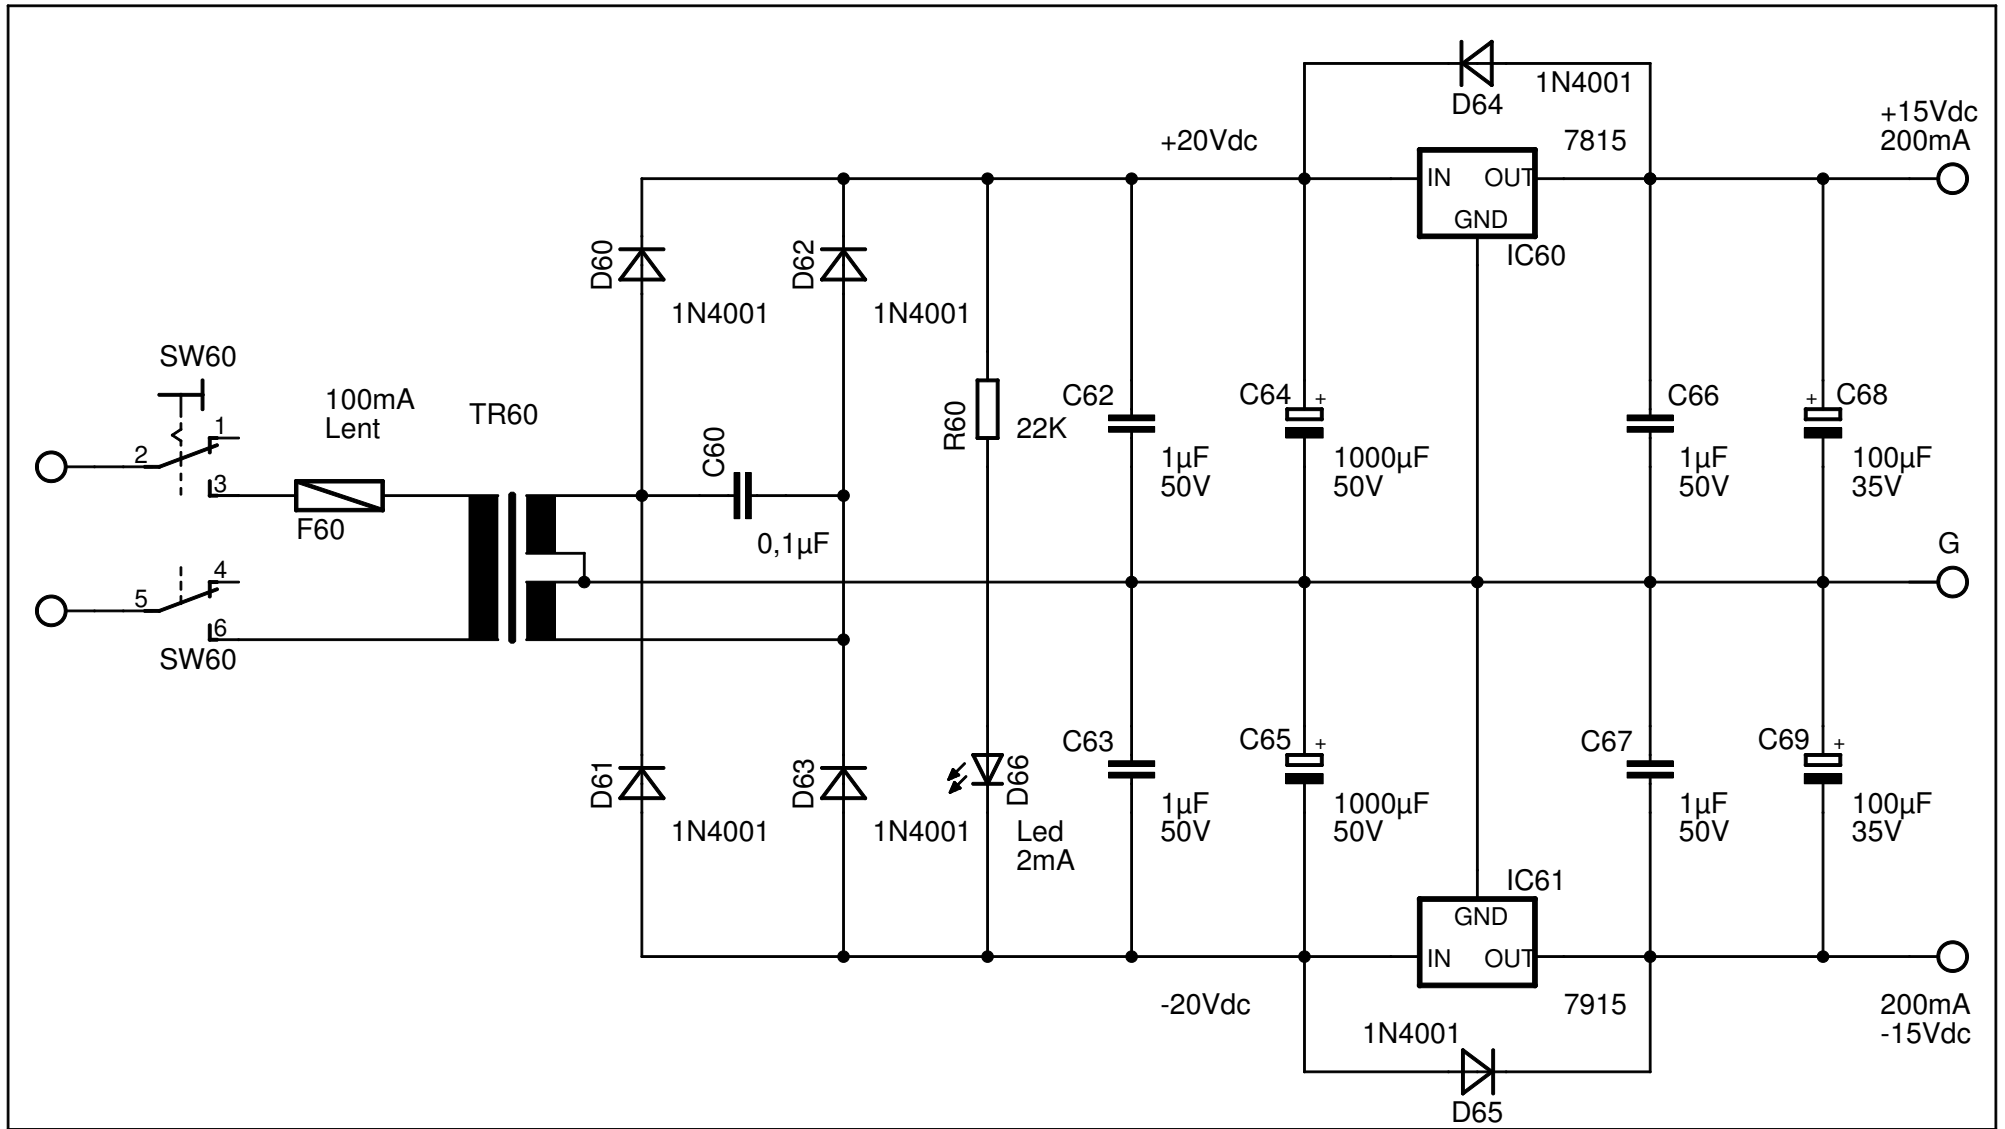 1N4001
D64
+15Vdc
200mA
+20Vdc
7815
IN
OUT
GND
IC60
D60
D62
1N4001
1N4001
SW60
100mA
Lent
TR60
1
2
3
F60
C60
0,1µF
R60
22K
C62
1µF
50V
+
C64
1000µF
50V
C66
1µF
50V
+
C68
100µF
35V
G
4
5
6
SW60
D61
1N4001
D63
1N4001
D66
Led
2mA
C63
1µF
50V
+
C65
1000µF
50V
C67
1µF
50V
+
C69
100µF
35V
IC61
GND
IN
OUT
-20Vdc
7915
200mA
-15Vdc
1N4001
D65